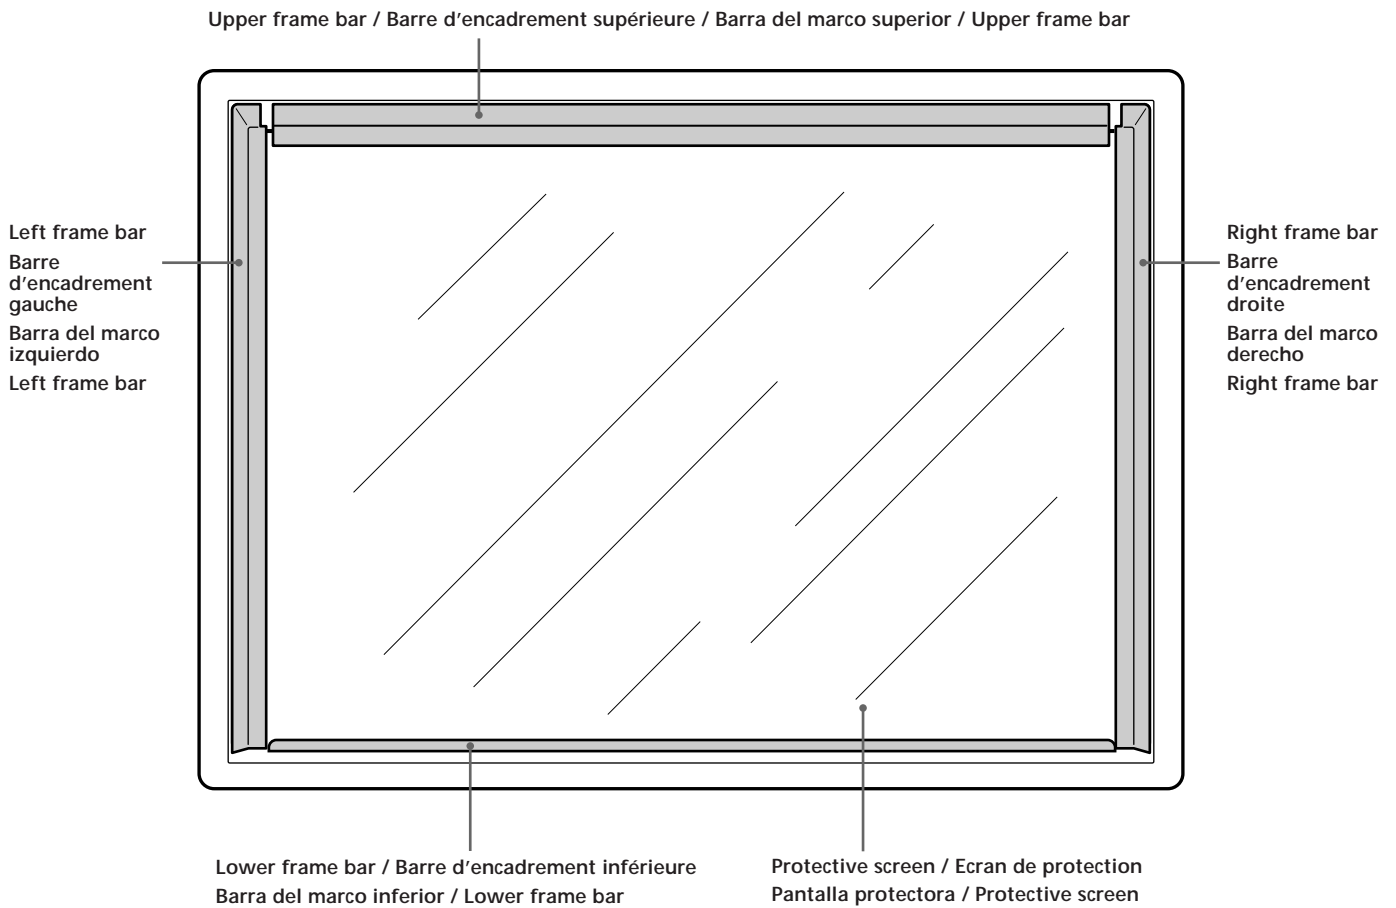 Upper frame bar / Barre d’encadrement supérieure / Barra del marco superior / Upper frame bar
Left frame bar
Barre
d’encadrement
gauche
Barra del marco
izquierdo
Left frame bar
Right frame bar
Barre
d’encadrement
droite
Barra del marco
derecho
Right frame bar
Lower frame bar / Barre d’encadrement inférieure
Barra del marco inferior / Lower frame bar
Protective screen / Ecran de protection
Pantalla protectora / Protective screen